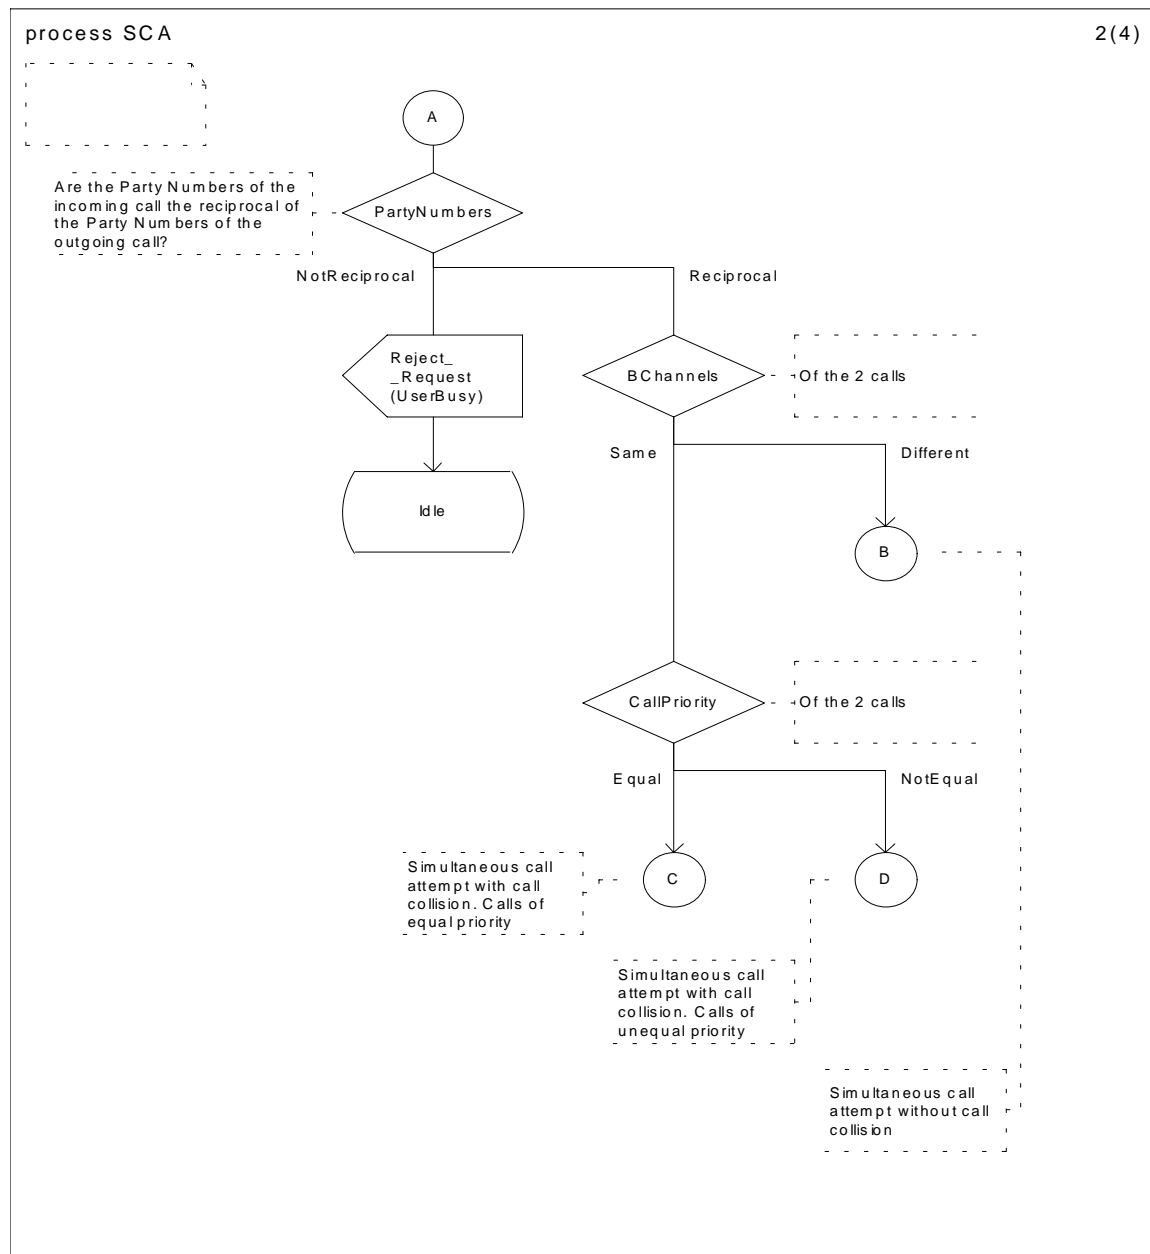 process SCA
2(4)
A
Are the Party Numbers of the
incoming call the reciprocal of
the Party Numbers of the
outgoing call?
PartyNumbers
NotReciprocal
Reciprocal
Reject_
_Request
(UserBusy)
BChannels
Of the 2 calls
Same
Different
Idle
B
CallPriority
Of the 2 calls
Equal
NotEqual
Simultaneous call
attempt with call
collision. Calls of
equal priority
C
D
Simultaneous call
attempt with call
collision. Calls of
unequal priority
Simultaneous call
attempt without call
collision